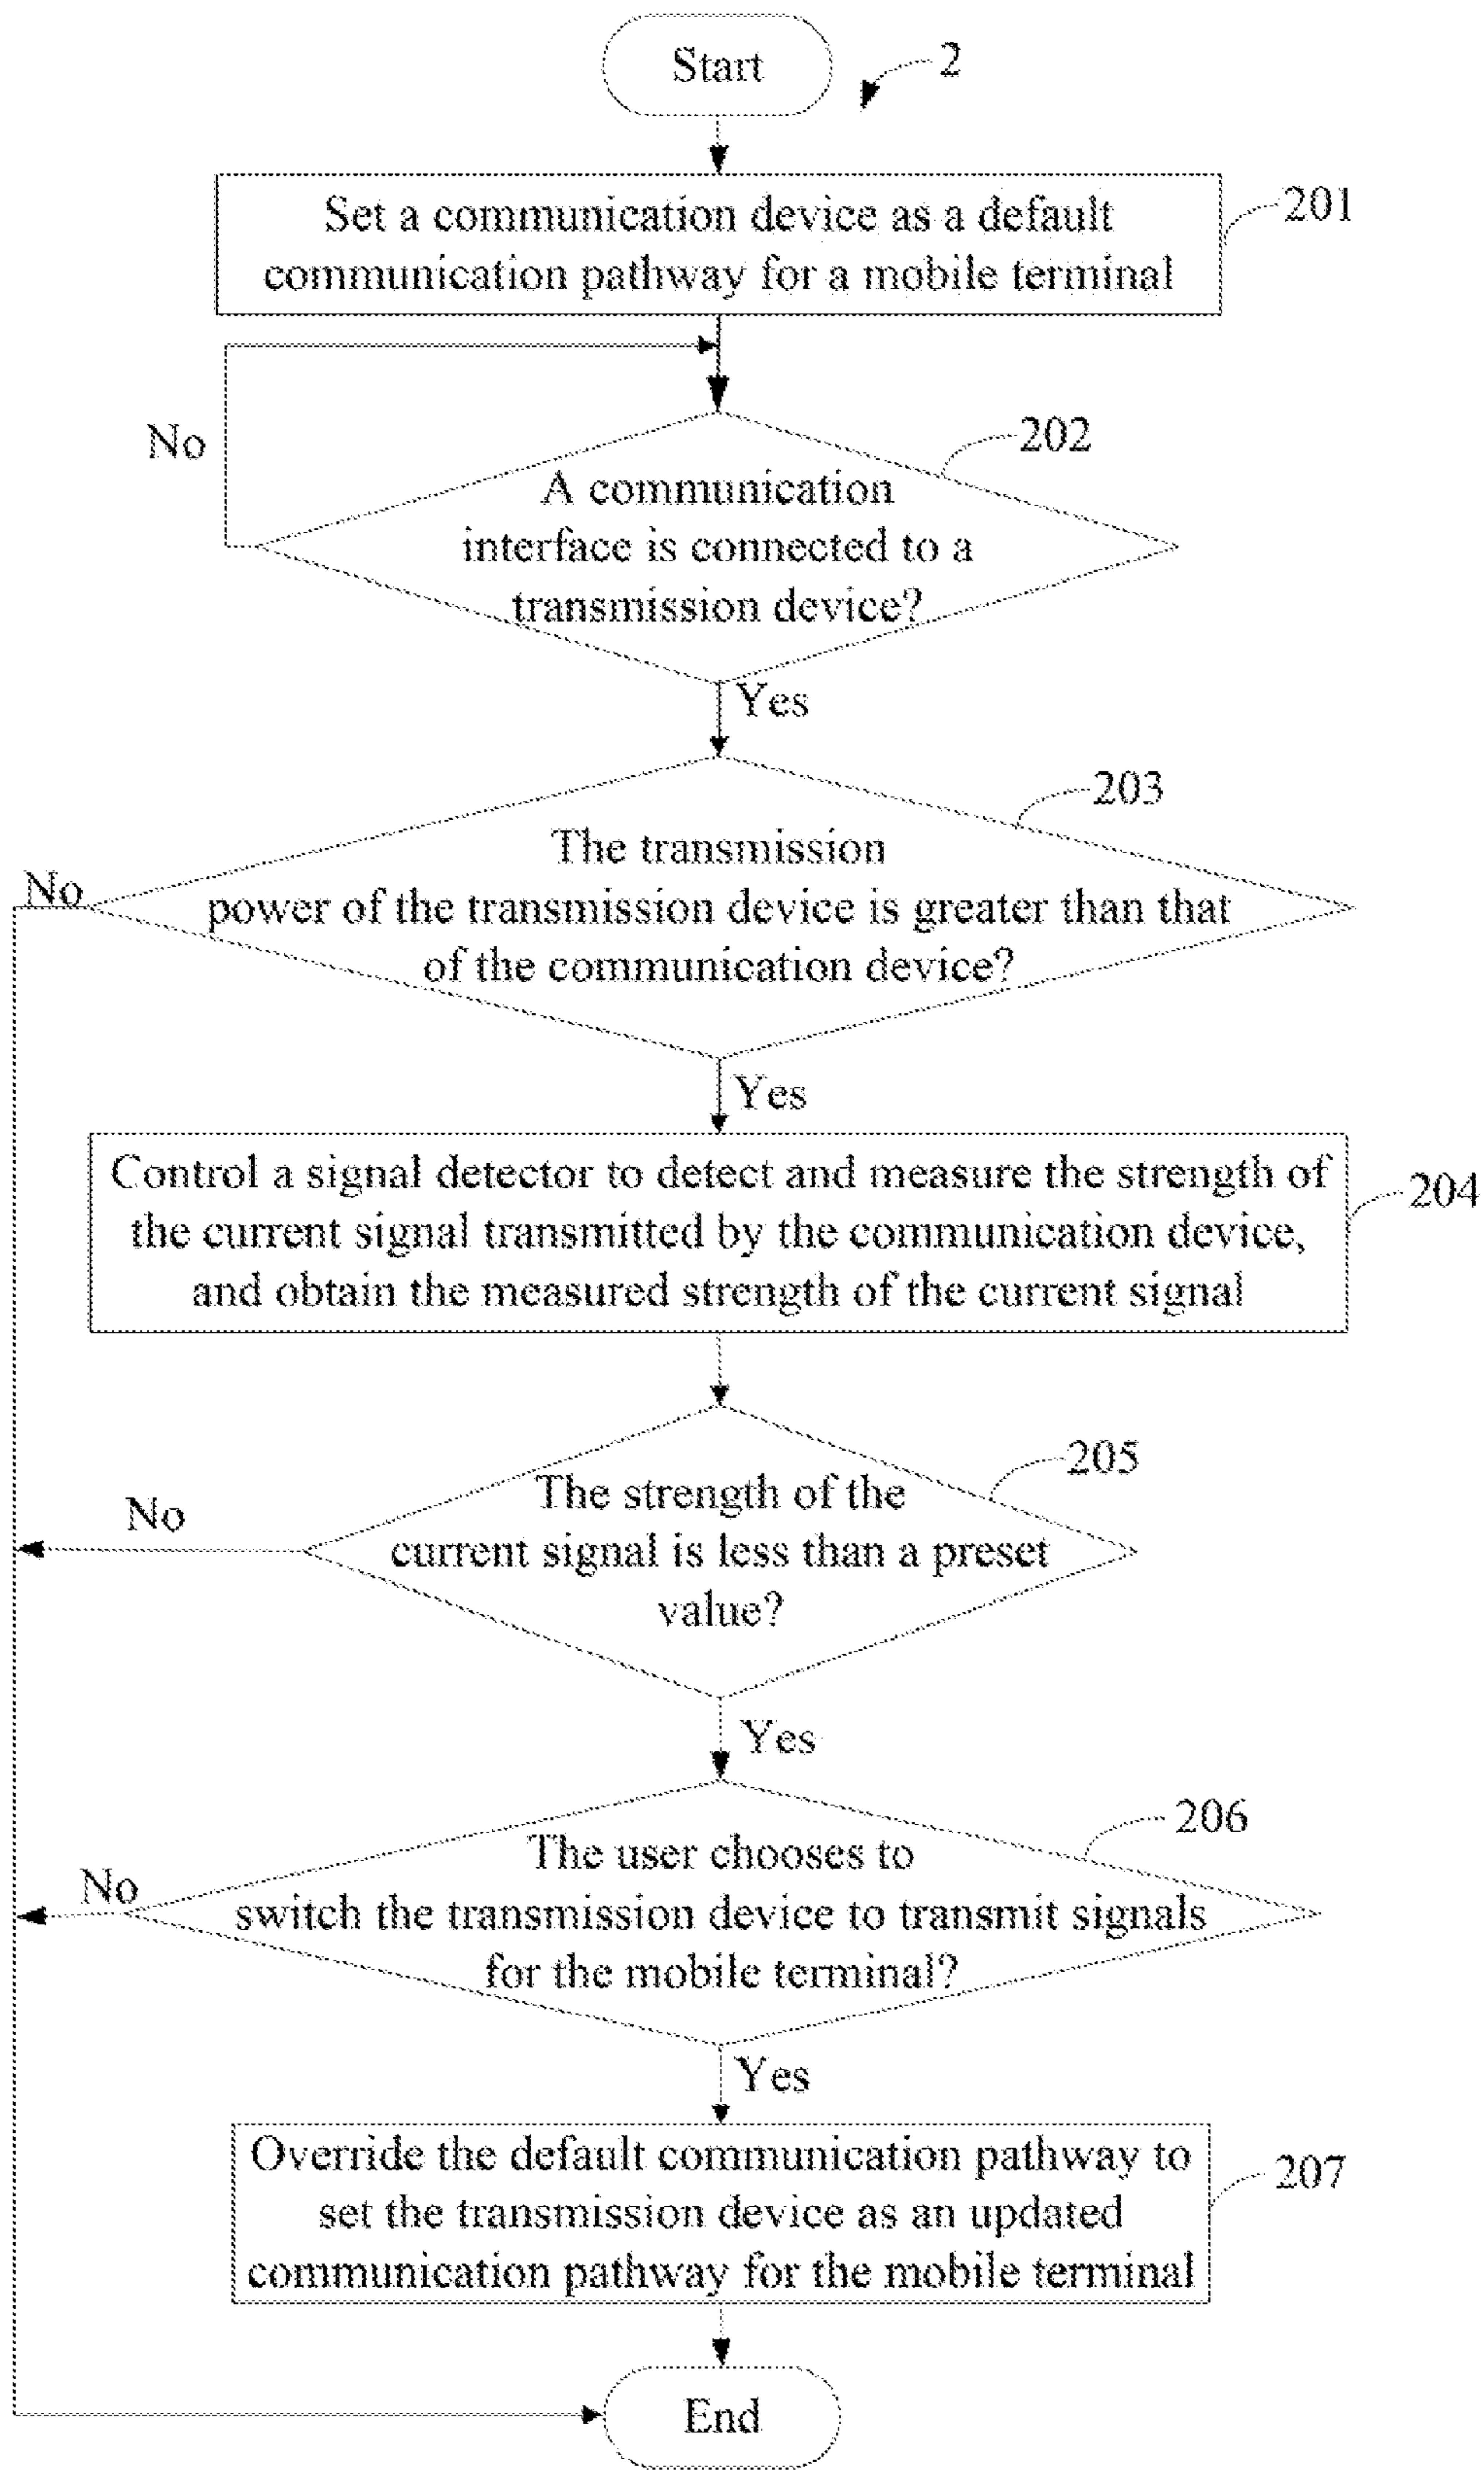 Start
2
Set a communication device as a default
communication pathway for a mobile terminal
201
No
202
A communication
interface is connected to a
transmission device?
Yes
203
The transmission
No
power of the transmission device is greater than that
of the communication device?
Yes
Control a signal detector to detect and measure the strength of
the current signal transmitted by the communication device,
and obtain the measured strength of the current signal
204
205
The strength of the
No
current signal is less than a preset
value?
Yes
206
The user chooses to
No
switch the transmission device to transmit signals
for the mobile terminal?
Yes
Override the default communication pathway to
set the transmission device as an updated
communication pathway for the mobile terminal
207
End